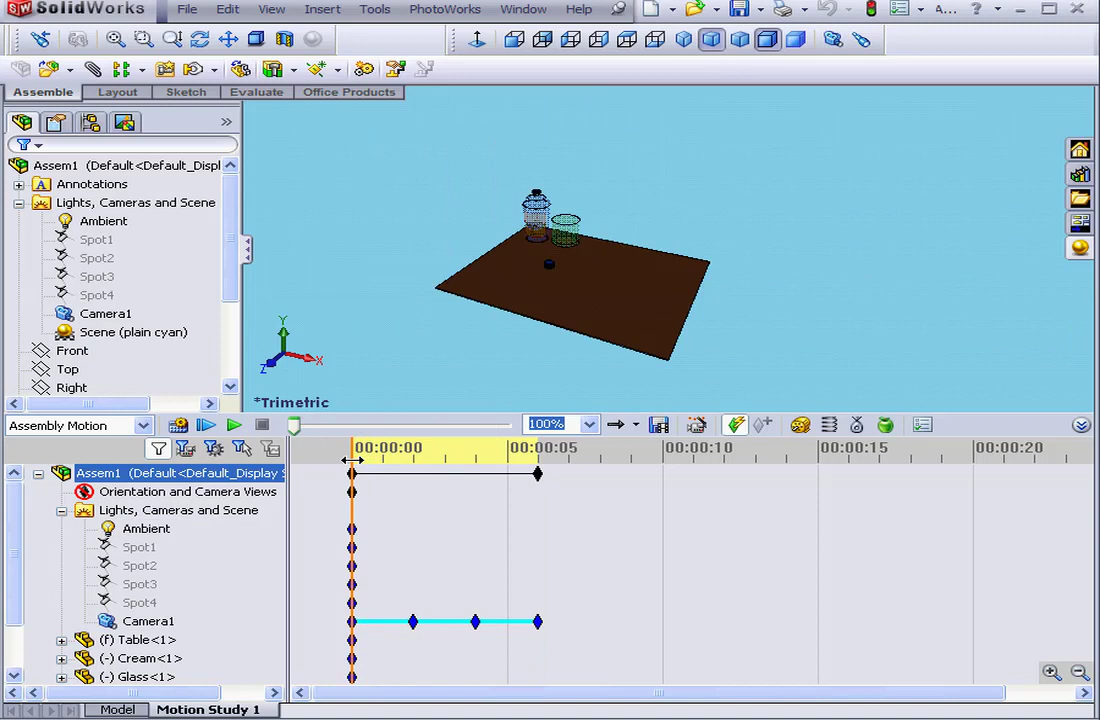 SolidWorks File Edit View Insert Tools PhotoWorks Window Help A... ?
Assemble Layout Sketch Evaluate Office Products
Assem1 (Default<Default_Displ
A Annotations
Lights, Cameras and Scene
Ambient
Spot1
Spot2
Spot3
Spot4
Camera1
Scene (plain cyan)
Front
Top
Right
Y
X
Z
*Trimetric
Assembly Motion 100%
00:00:00 00:00:05 00:00:10 00:00:15 00:00:20
Assem1 (Default<Default_Display S
Orientation and Camera Views
Lights, Cameras and Scene
Ambient
Spot1
Spot2
Spot3
Spot4
Camera1
(f) Table<1>
(-) Cream<1>
(-) Glass<1>
Model Motion Study 1